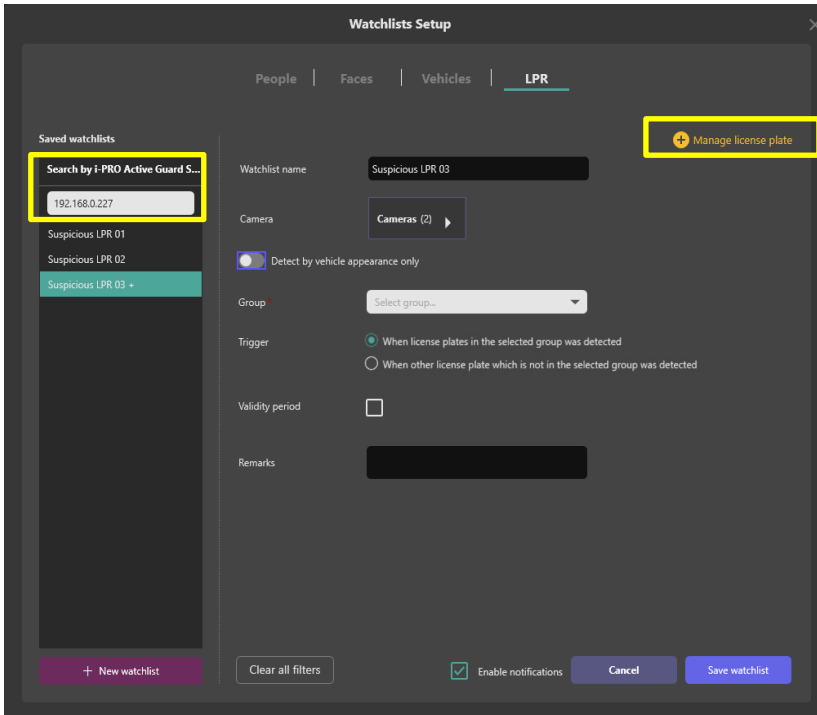 Watchlists Setup
People
Faces
Vehicles
LPR
Saved watchlists
Manage license plate
Search by i-PRO Active Guard S...
192.168.0.227
Suspicious LPR 01
Suspicious LPR 02
Suspicious LPR 03 +
+ New watchlist
Watchlist name
Suspicious LPR 03
Camera
Cameras (2)
Detect by vehicle appearance only
Group*
Select group...
Trigger
When license plates in the selected group was detected
When other license plate which is not in the selected group was detected
Validity period
Remarks
Clear all filters
Enable notifications
Cancel
Save watchlist